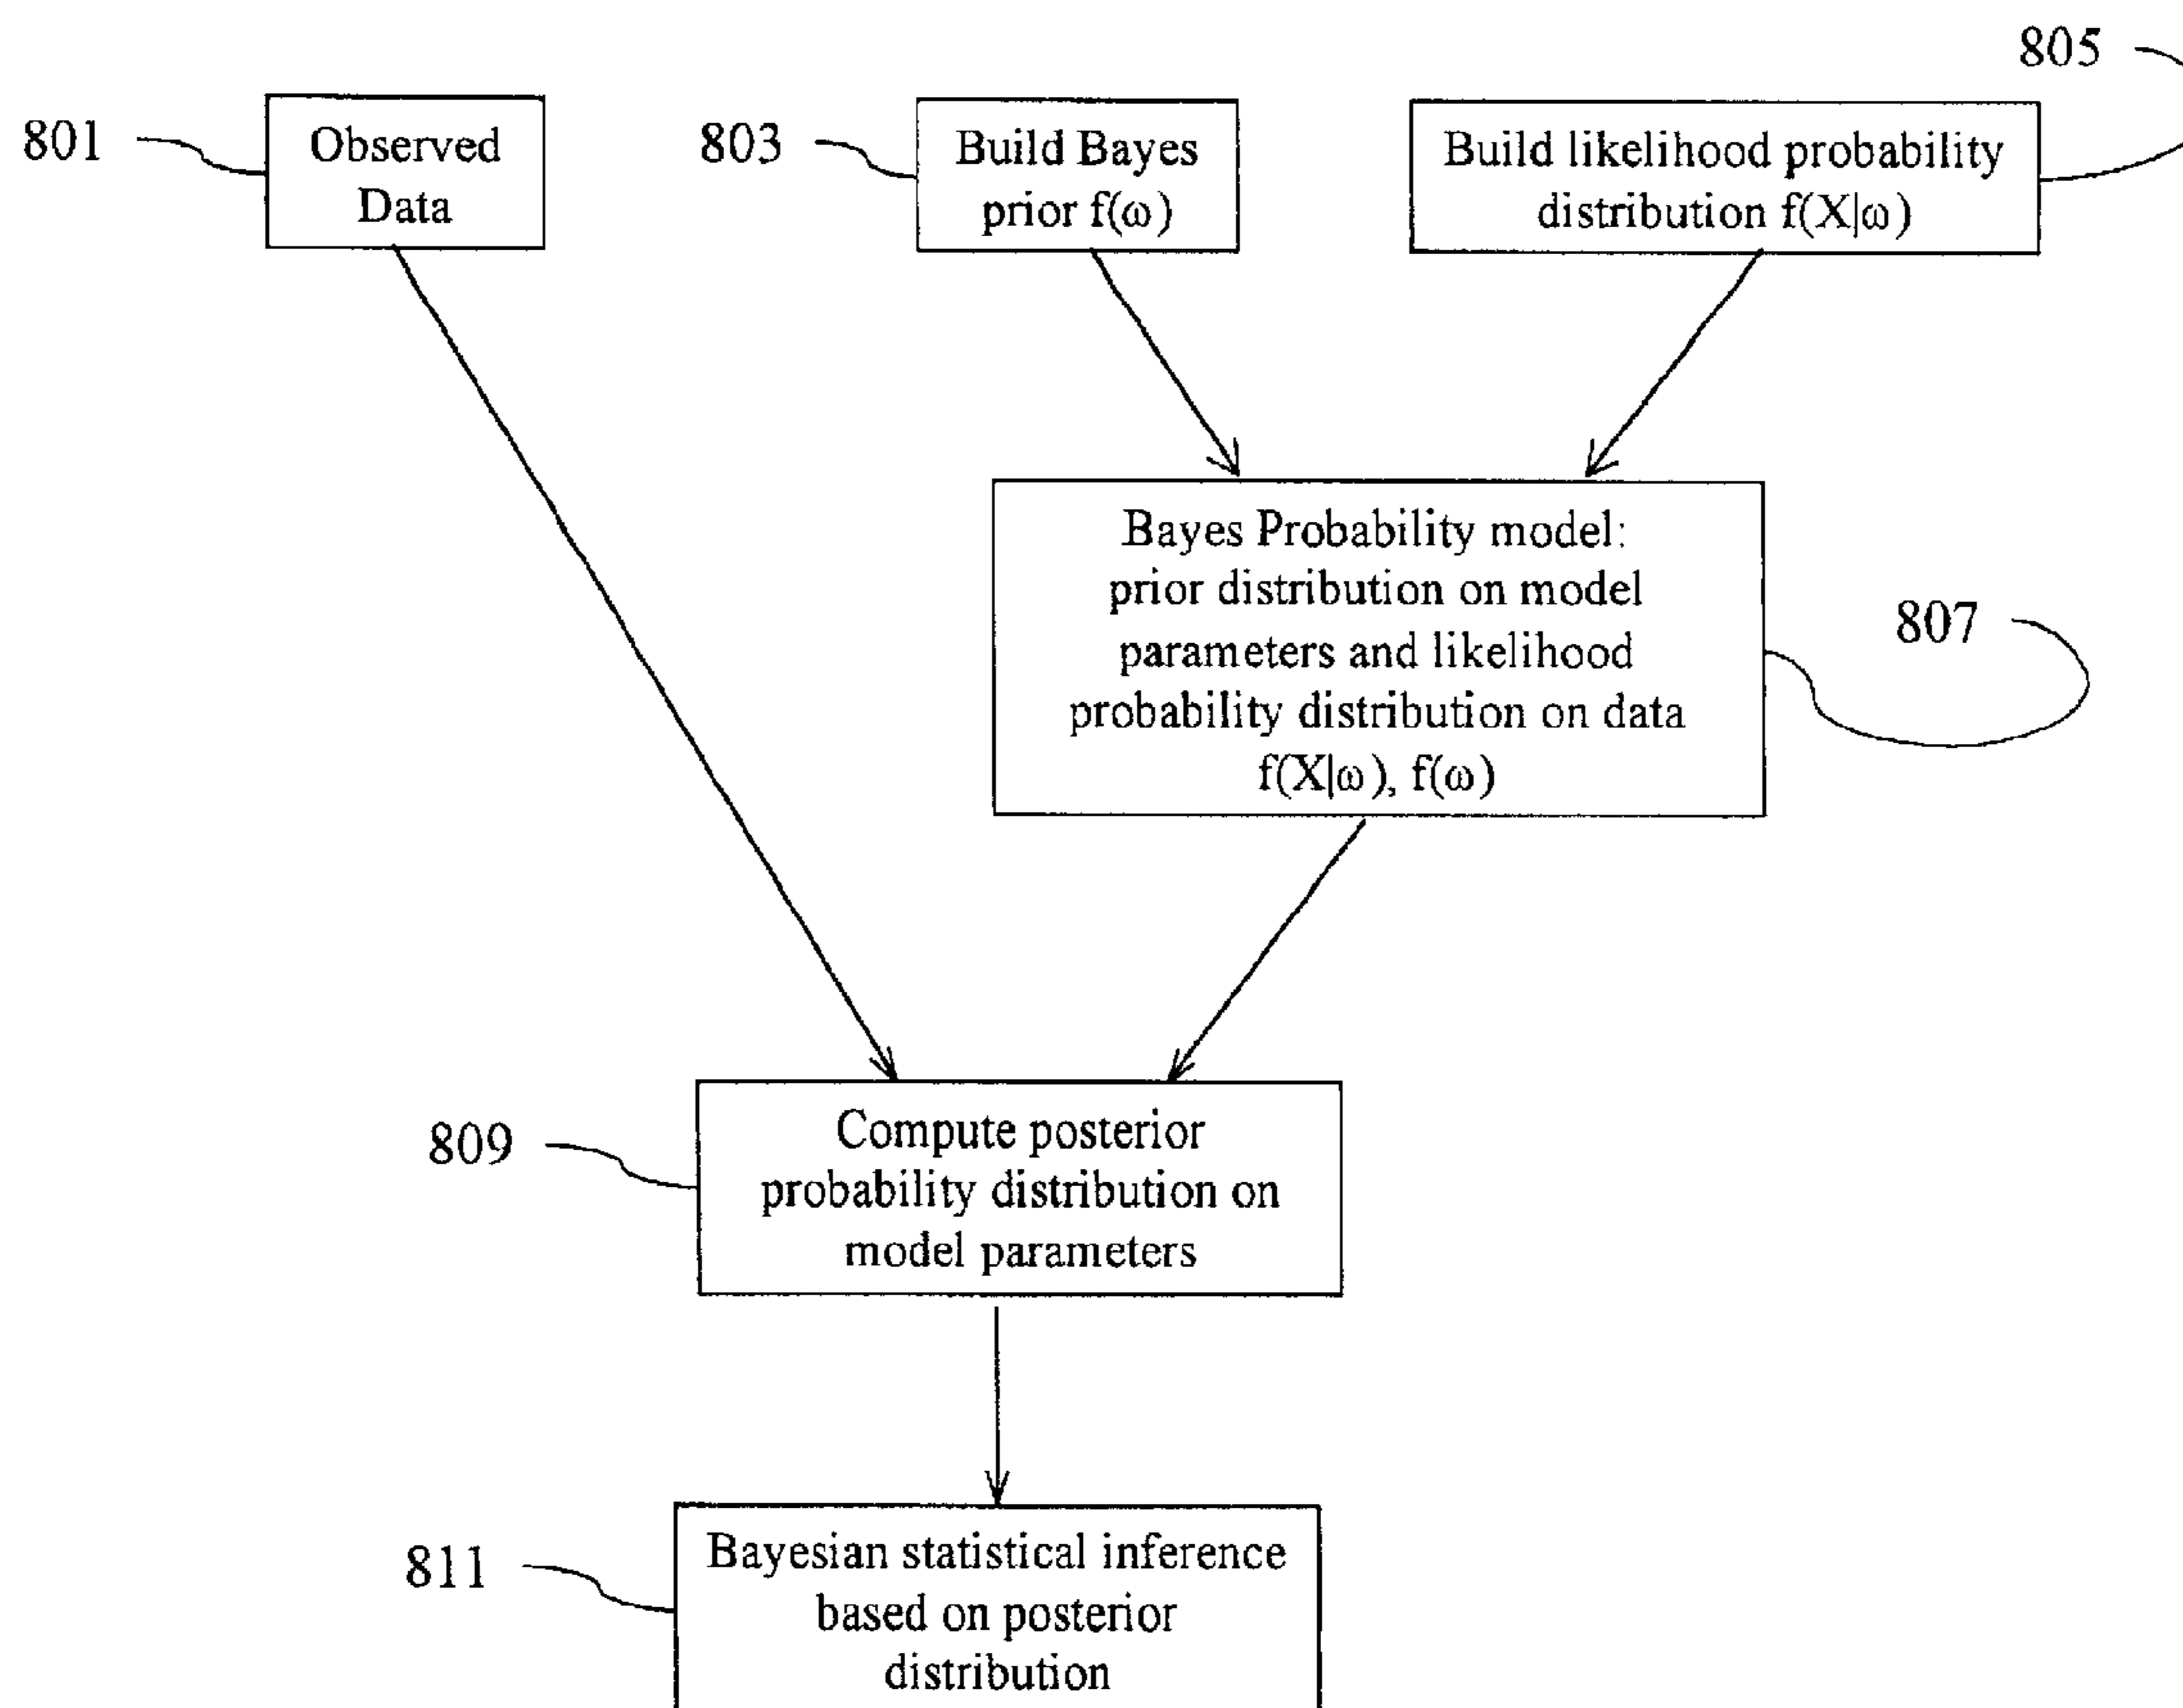 805
801
Observed
Data
803
Build Bayes
prior f(ω)
Build likelihood probability
distribution f(X|ω)
Bayes Probability model:
prior distribution on model
parameters and likelihood
probability distribution on data
f(X|ω), f(ω)
807
809
Compute posterior
probability distribution on
model parameters
811
Bayesian statistical inference
based on posterior
distribution